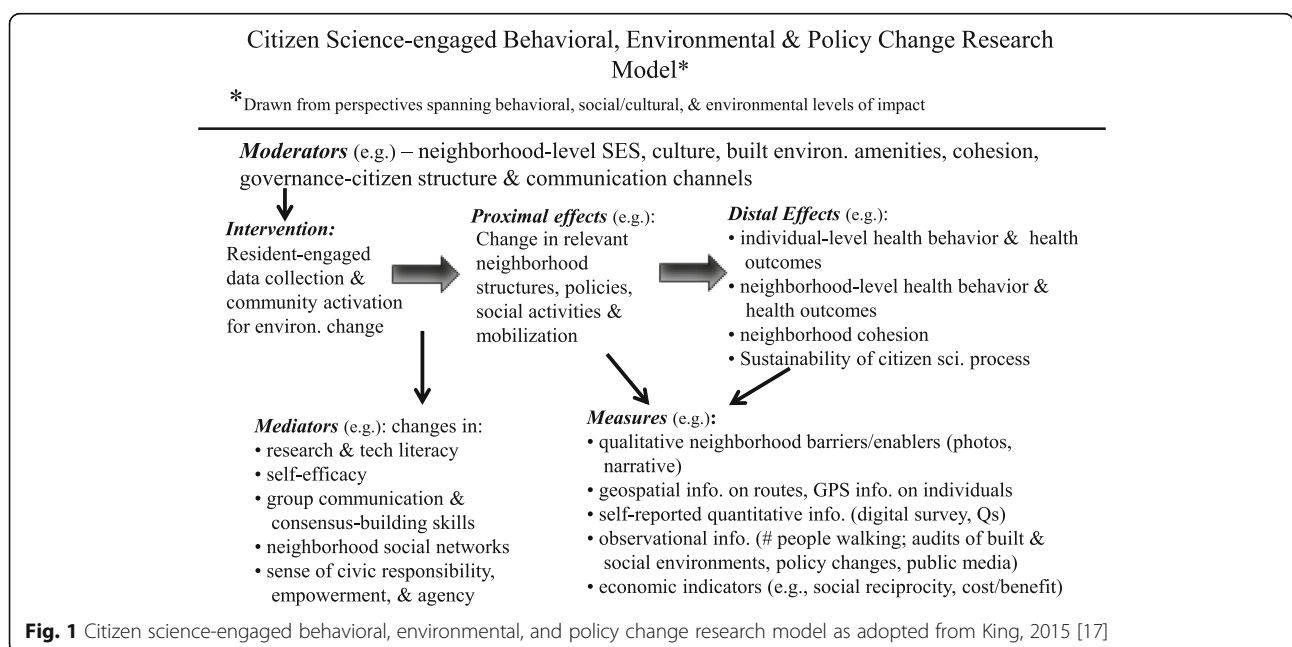 Citizen Science-engaged Behavioral, Environmental & Policy Change Research
Model*
*Drawn from perspectives spanning behavioral, social/cultural, & environmental levels of impact
Moderators (e.g.) – neighborhood-level SES, culture, built environ. amenities, cohesion,
governance-citizen structure & communication channels
Intervention:
Resident-engaged
data collection &
community activation
for environ. change
Proximal effects (e.g.):
Change in relevant
neighborhood
structures, policies,
social activities &
mobilization
Distal Effects (e.g.):
• individual-level health behavior & health
outcomes
• neighborhood-level health behavior &
health outcomes
• neighborhood cohesion
• Sustainability of citizen sci. process
Mediators (e.g.): changes in:
• research & tech literacy
• self-efficacy
• group communication &
consensus-building skills
• neighborhood social networks
• sense of civic responsibility,
empowerment, & agency
Measures (e.g.):
• qualitative neighborhood barriers/enablers (photos,
narrative)
• geospatial info. on routes, GPS info. on individuals
• self-reported quantitative info. (digital survey, Qs)
• observational info. (# people walking; audits of built &
social environments, policy changes, public media)
• economic indicators (e.g., social reciprocity, cost/benefit)
Fig. 1 Citizen science-engaged behavioral, environmental, and policy change research model as adopted from King, 2015 [17]